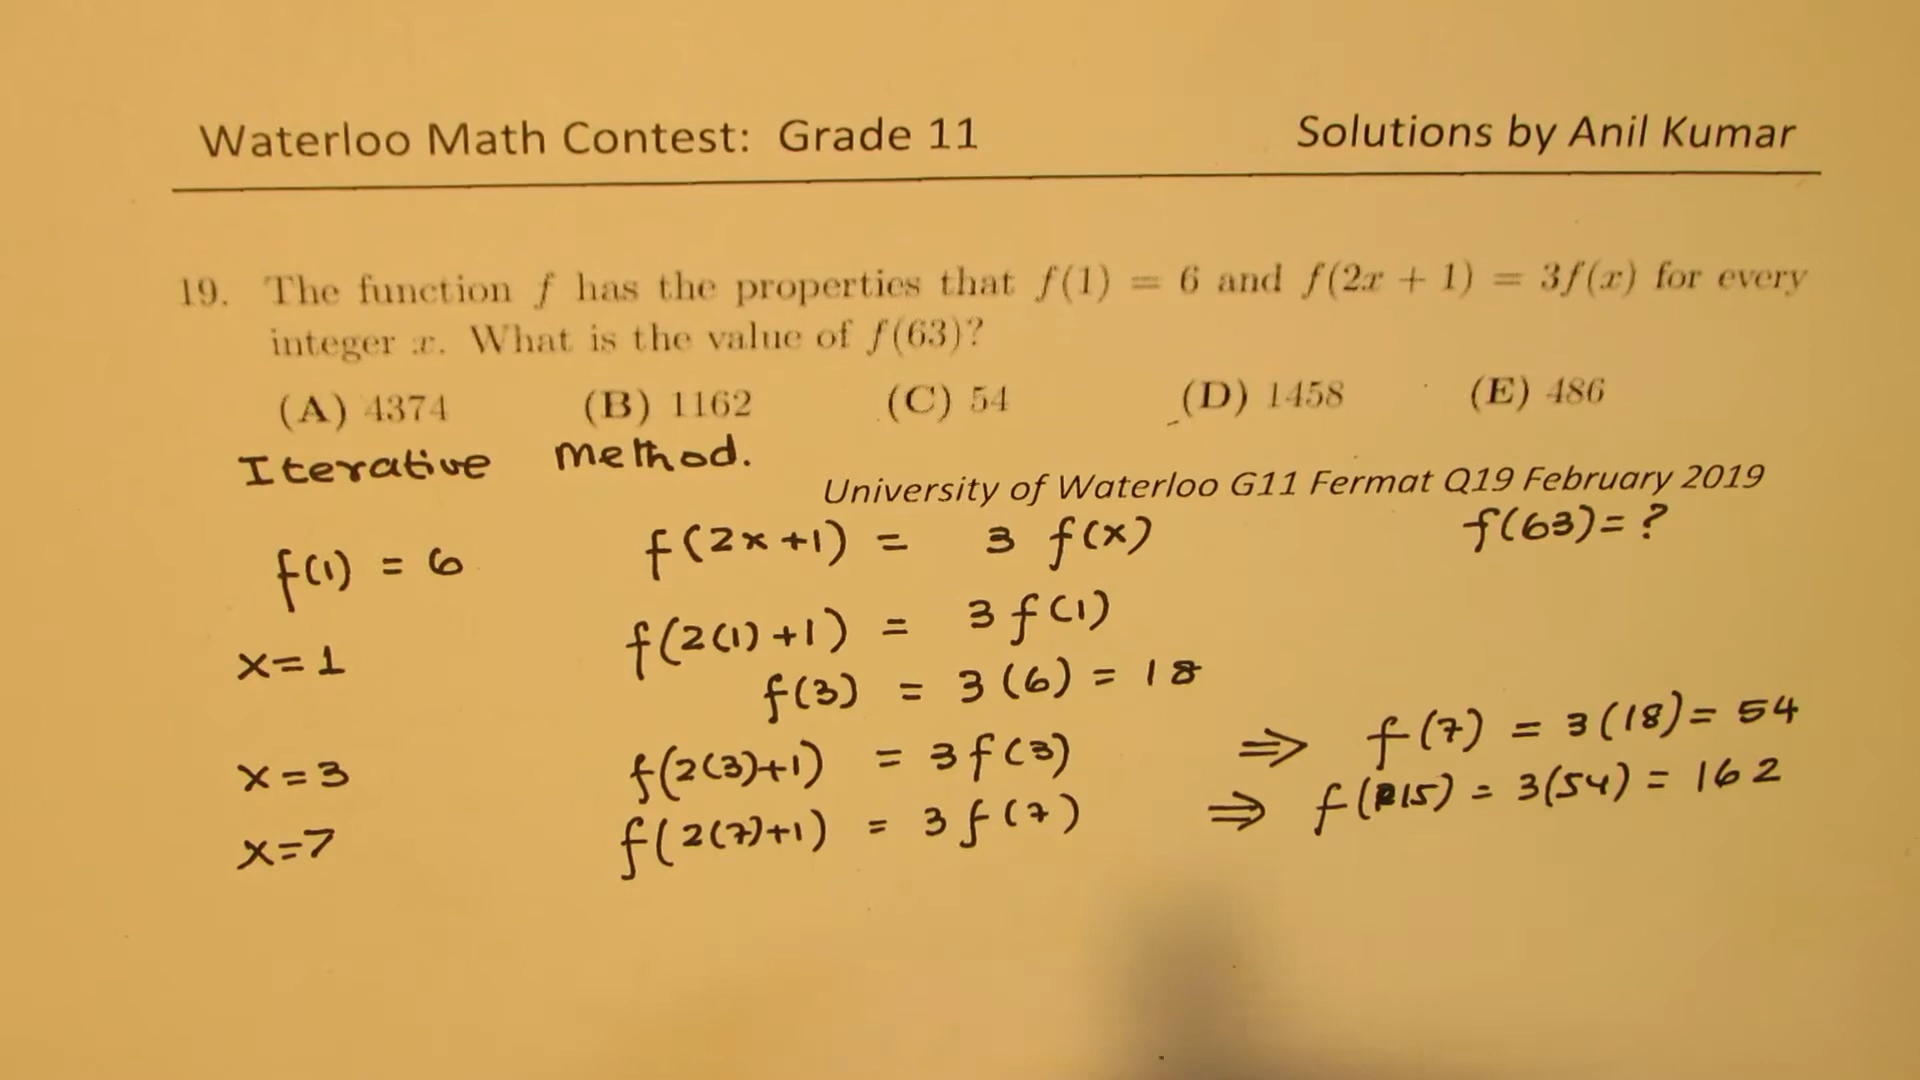 Waterloo Math Contest: Grade 11 Solutions by Anil Kumar
19. The function f has the properties that f(1) = 6 and f(2x + 1) = 3f(x) for every
integer x. What is the value of f(63)?
(A) 4374 (B) 1162 (C) 54 (D) 1458 (E) 486
Iterative method.
University of Waterloo G11 Fermat Q19 February 2019
f(1) = 6 f(2x+1) = 3 f(x) f(63)=?
x=1 f(2(1)+1) = 3f(1)
f(3) = 3(6) = 18
x=3 f(2(3)+1) = 3f(3) ⇒ f(7) = 3(18)= 54
x=7 f(2(7)+1) = 3f(7) ⇒ f(15) = 3(54) = 162